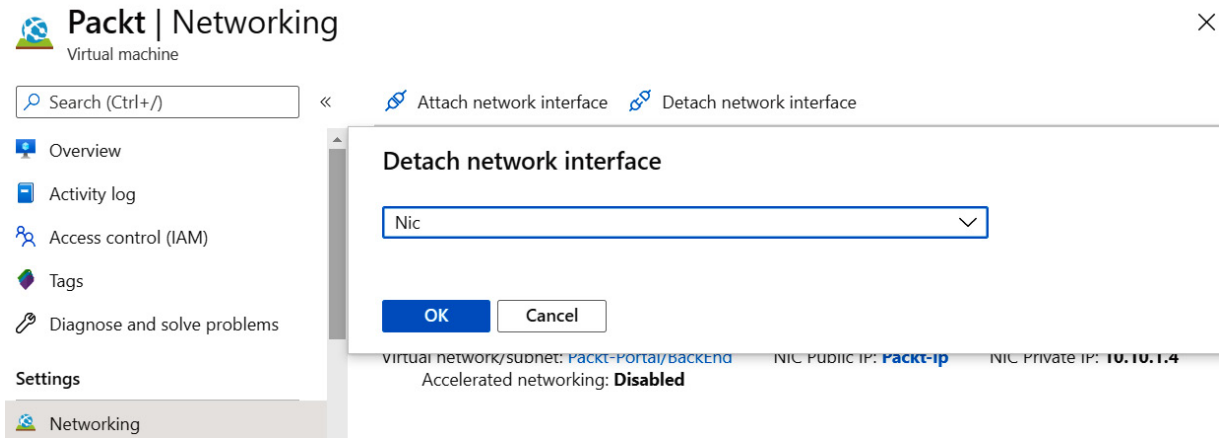 Packt | Networking
Virtual machine
Search (Ctrl+/)
«
Overview
Activity log
Access control (IAM)
Tags
Diagnose and solve problems
Settings
Networking
Attach network interface Detach network interface
Detach network interface
Nic
OK Cancel
Virtual network/subnet: Packt-Portal/BackEnd NIC Public IP: Packt-Ip NIC Private IP: 10.10.1.4
Accelerated networking: Disabled